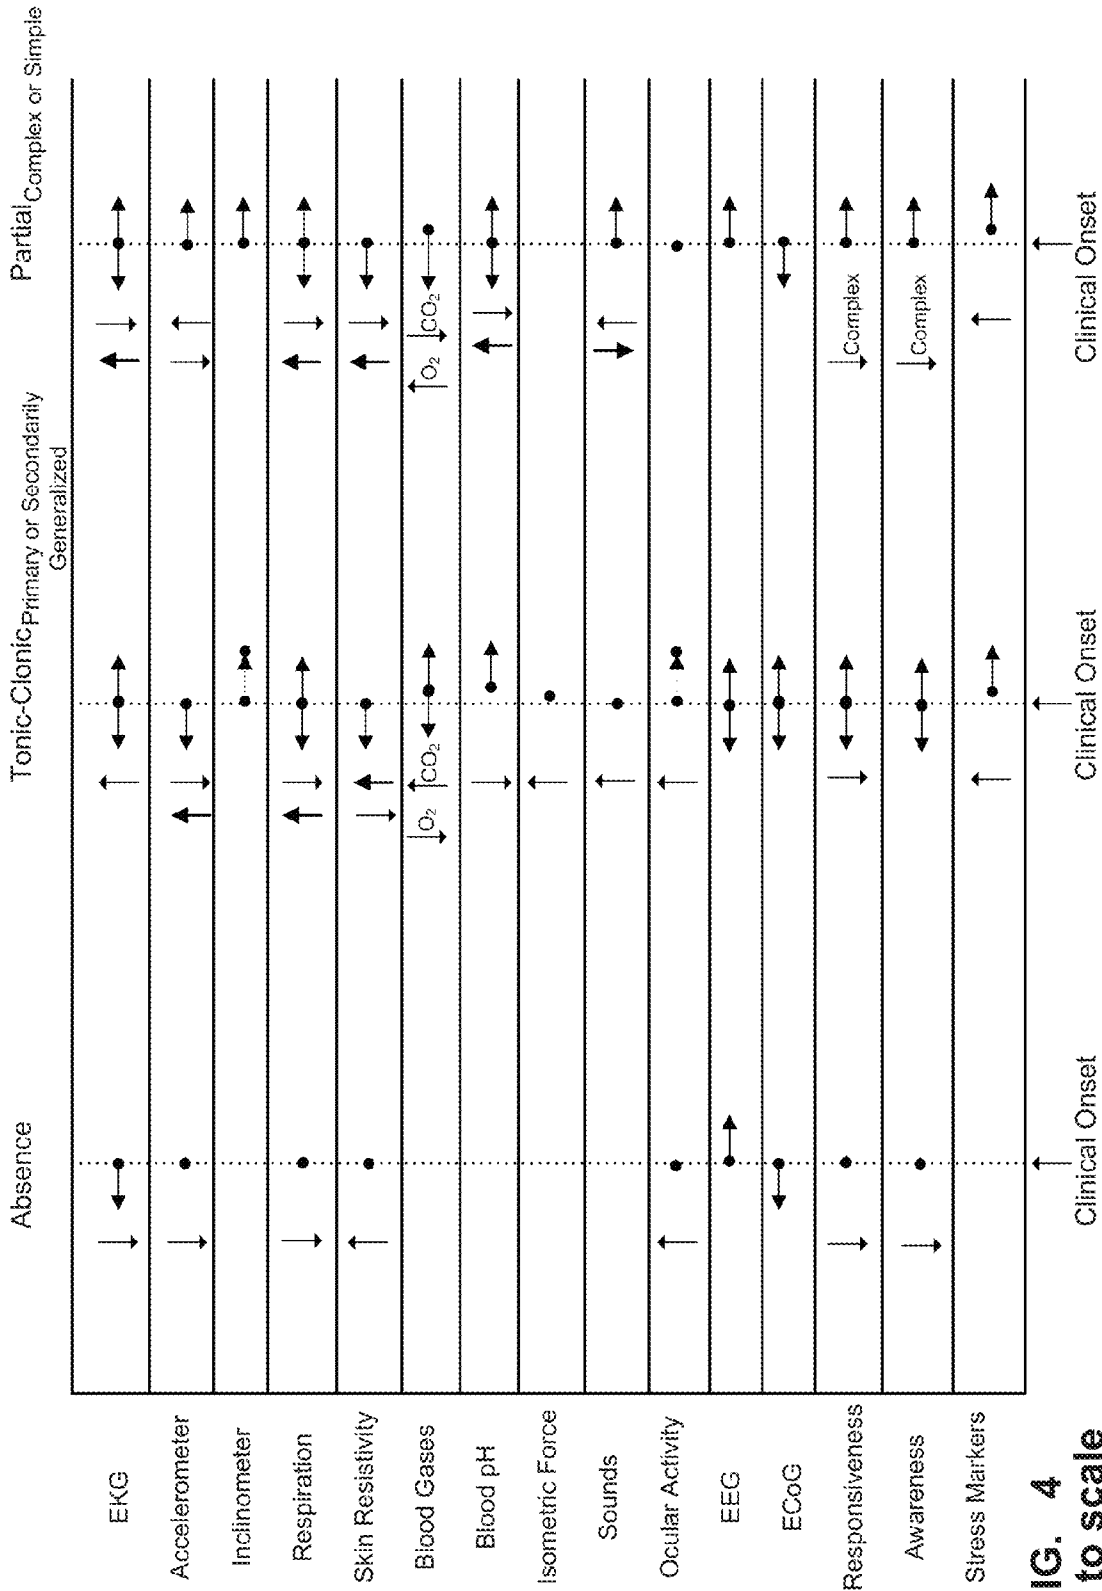 Absence
Tonic-Clonic Primary or Secondarily
Generalized
Partial Complex or Simple
EKG
Accelerometer
Inclinometer
Respiration
Skin Resistivity
Blood Gases
O2 CO2
O2 CO2
Blood pH
Isometric Force
Sounds
Ocular Activity
EEG
ECoG
Responsiveness
Complex
Awareness
Complex
Stress Markers
Clinical Onset
Clinical Onset
Clinical Onset
IG. 4
to scale